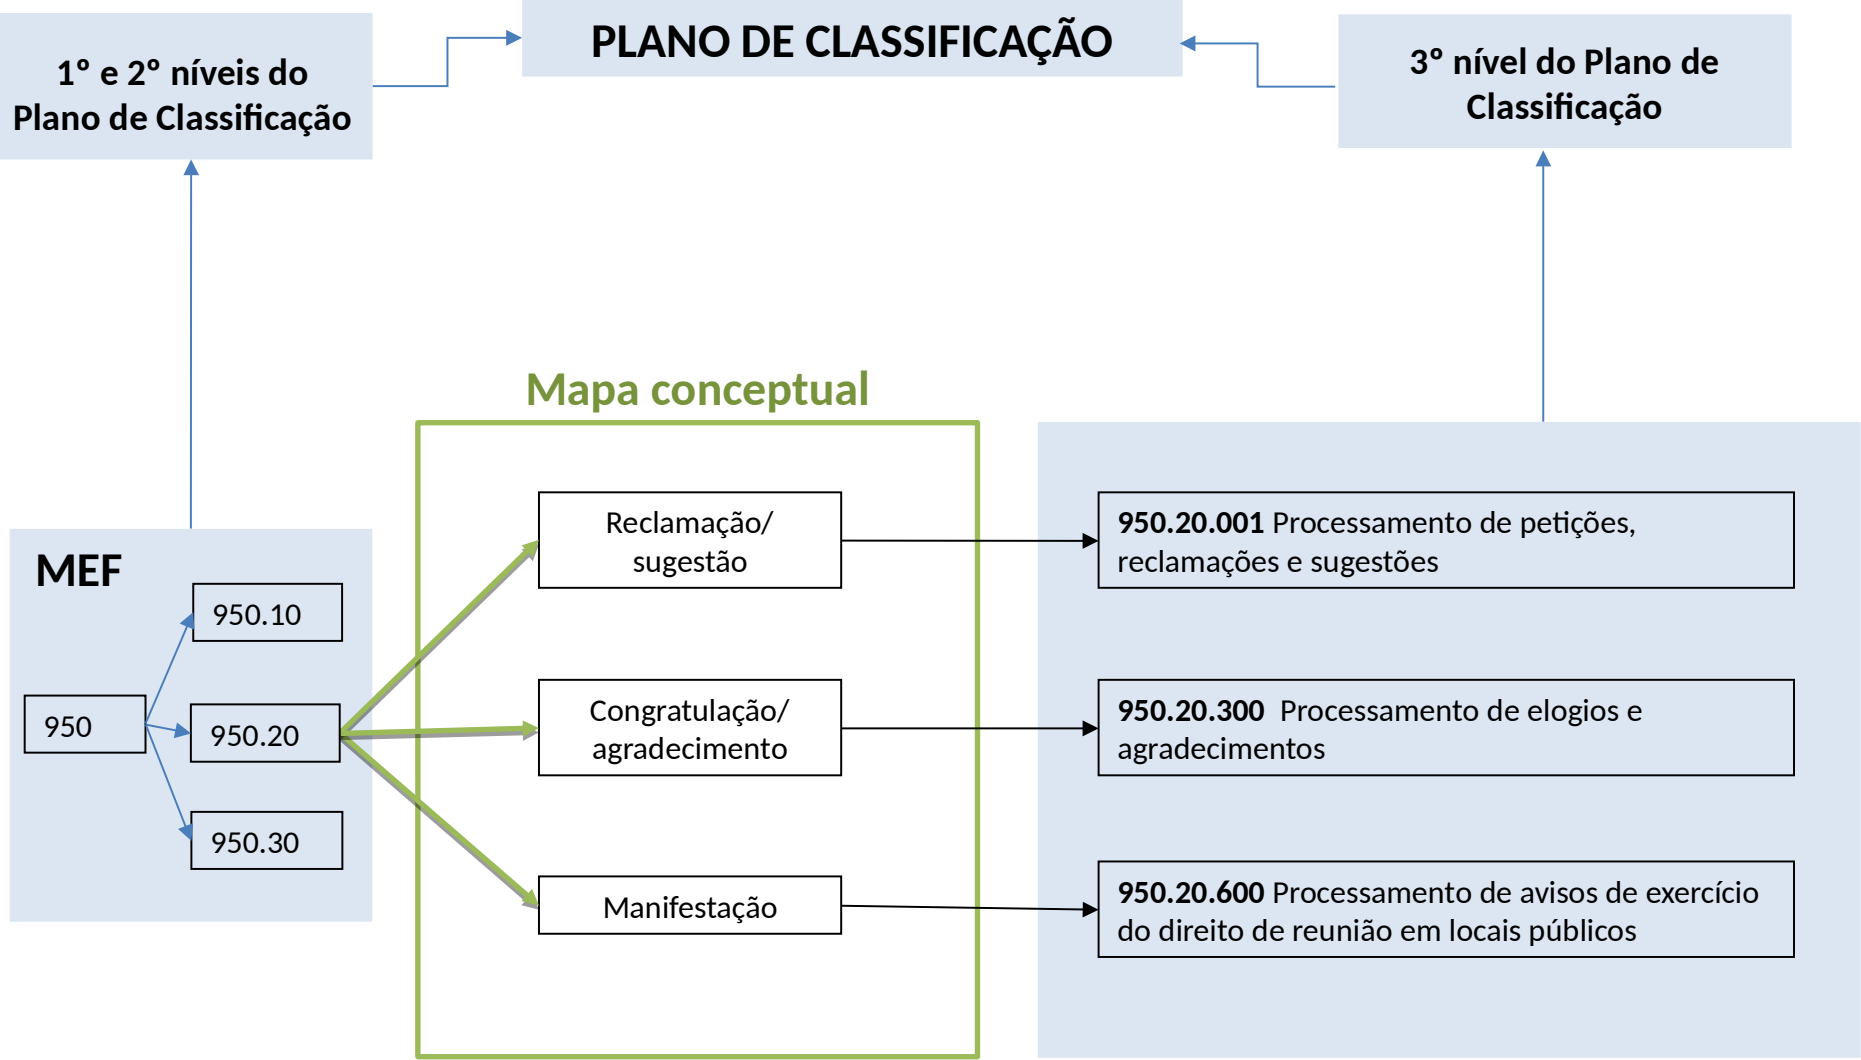 1º e 2º níveis do
Plano de Classificação
PLANO DE CLASSIFICAÇÃO
3º nível do Plano de
Classificação
Mapa conceptual
MEF
950
950.10
950.20
950.30
Reclamação/
sugestão
Congratulação/
agradecimento
Manifestação
950.20.001 Processamento de petições,
reclamações e sugestões
950.20.300 Processamento de elogios e
agradecimentos
950.20.600 Processamento de avisos de exercício
do direito de reunião em locais públicos